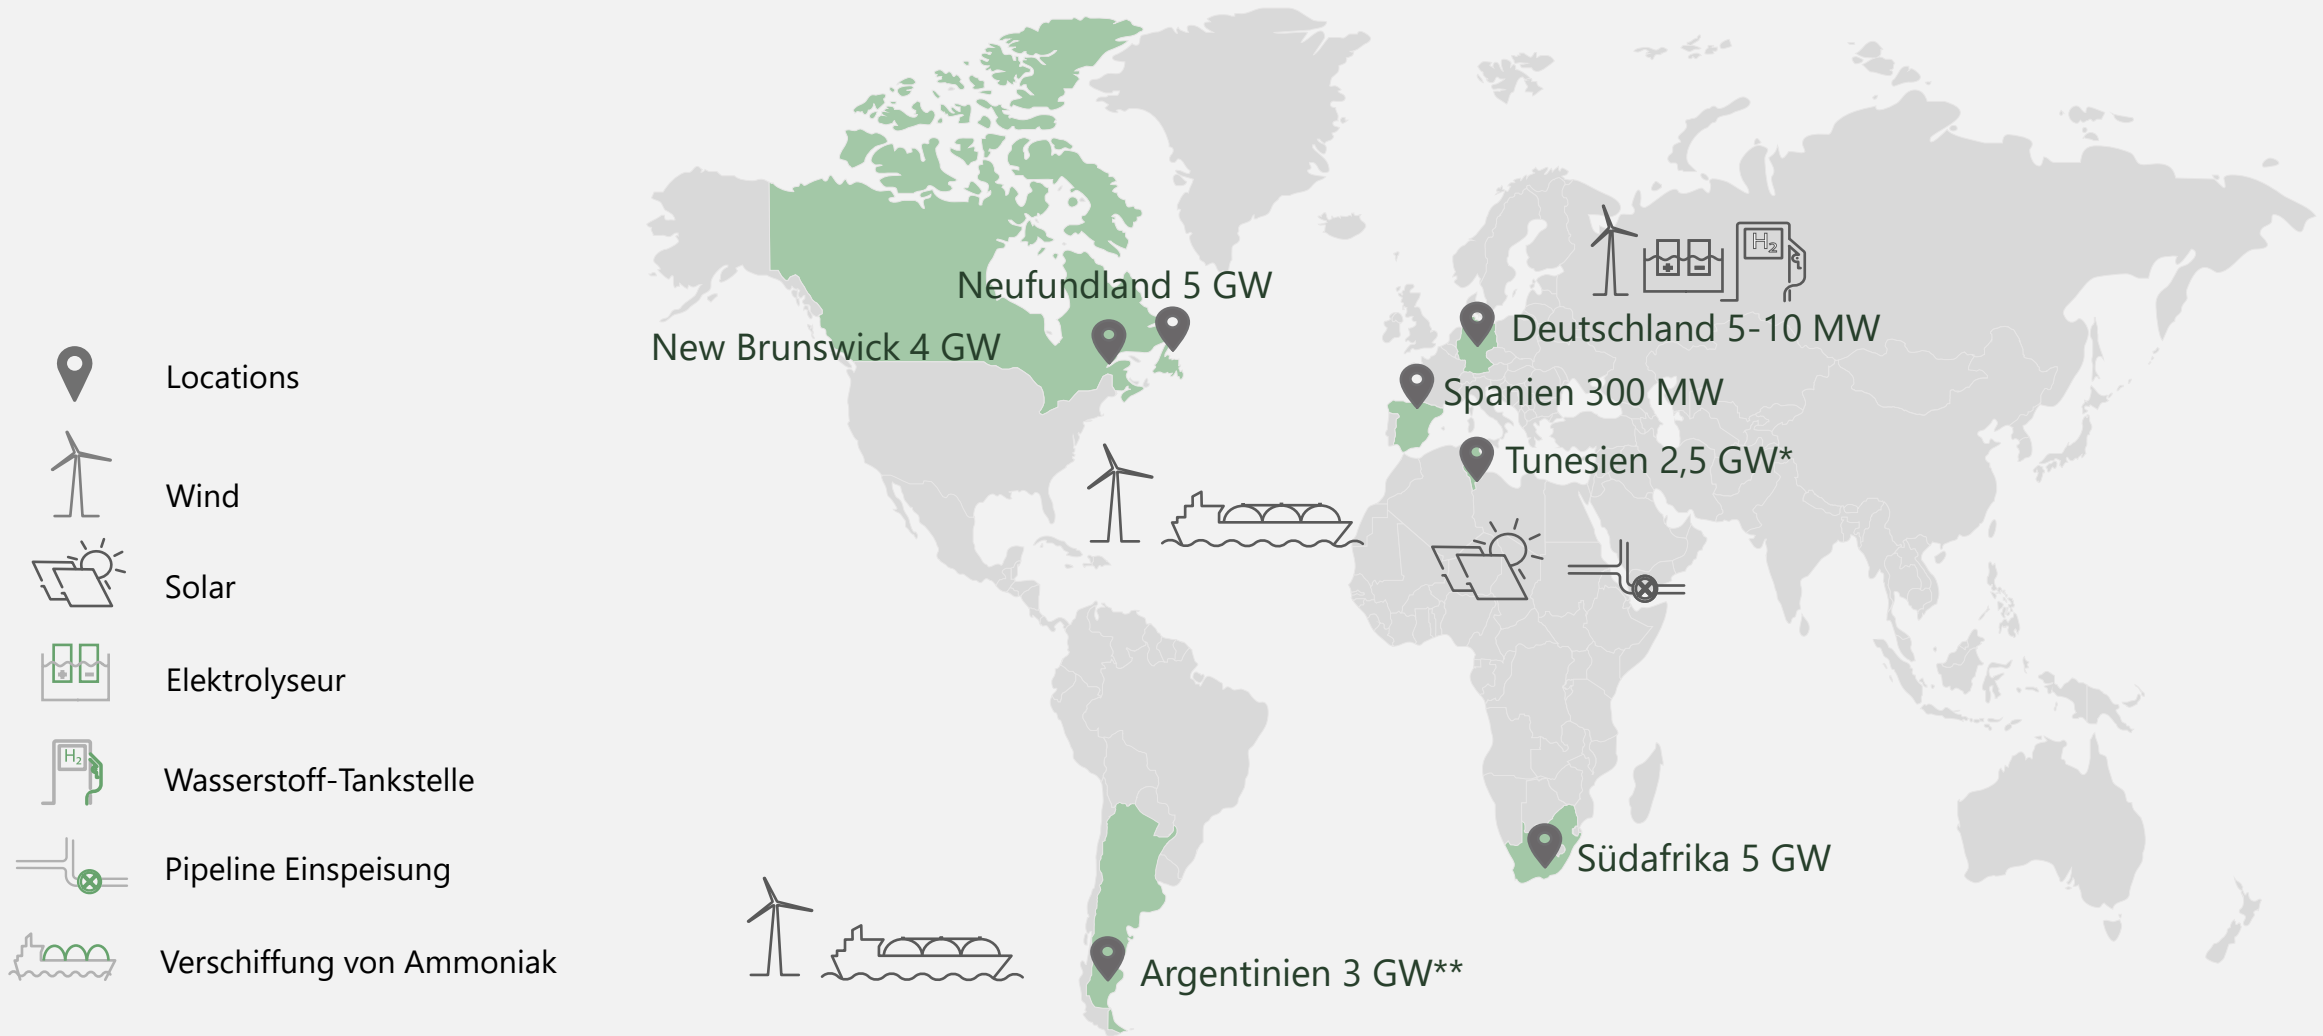 Locations
Wind
Solar
Elektrolyseur
H2
Wasserstoff-Tankstelle
Pipeline Einspeisung
Verschiffung von Ammoniak
Neufundland 5 GW
New Brunswick 4 GW
H2
Deutschland 5-10 MW
Spanien 300 MW
Tunesien 2,5 GW*
Südafrika 5 GW
Argentinien 3 GW**